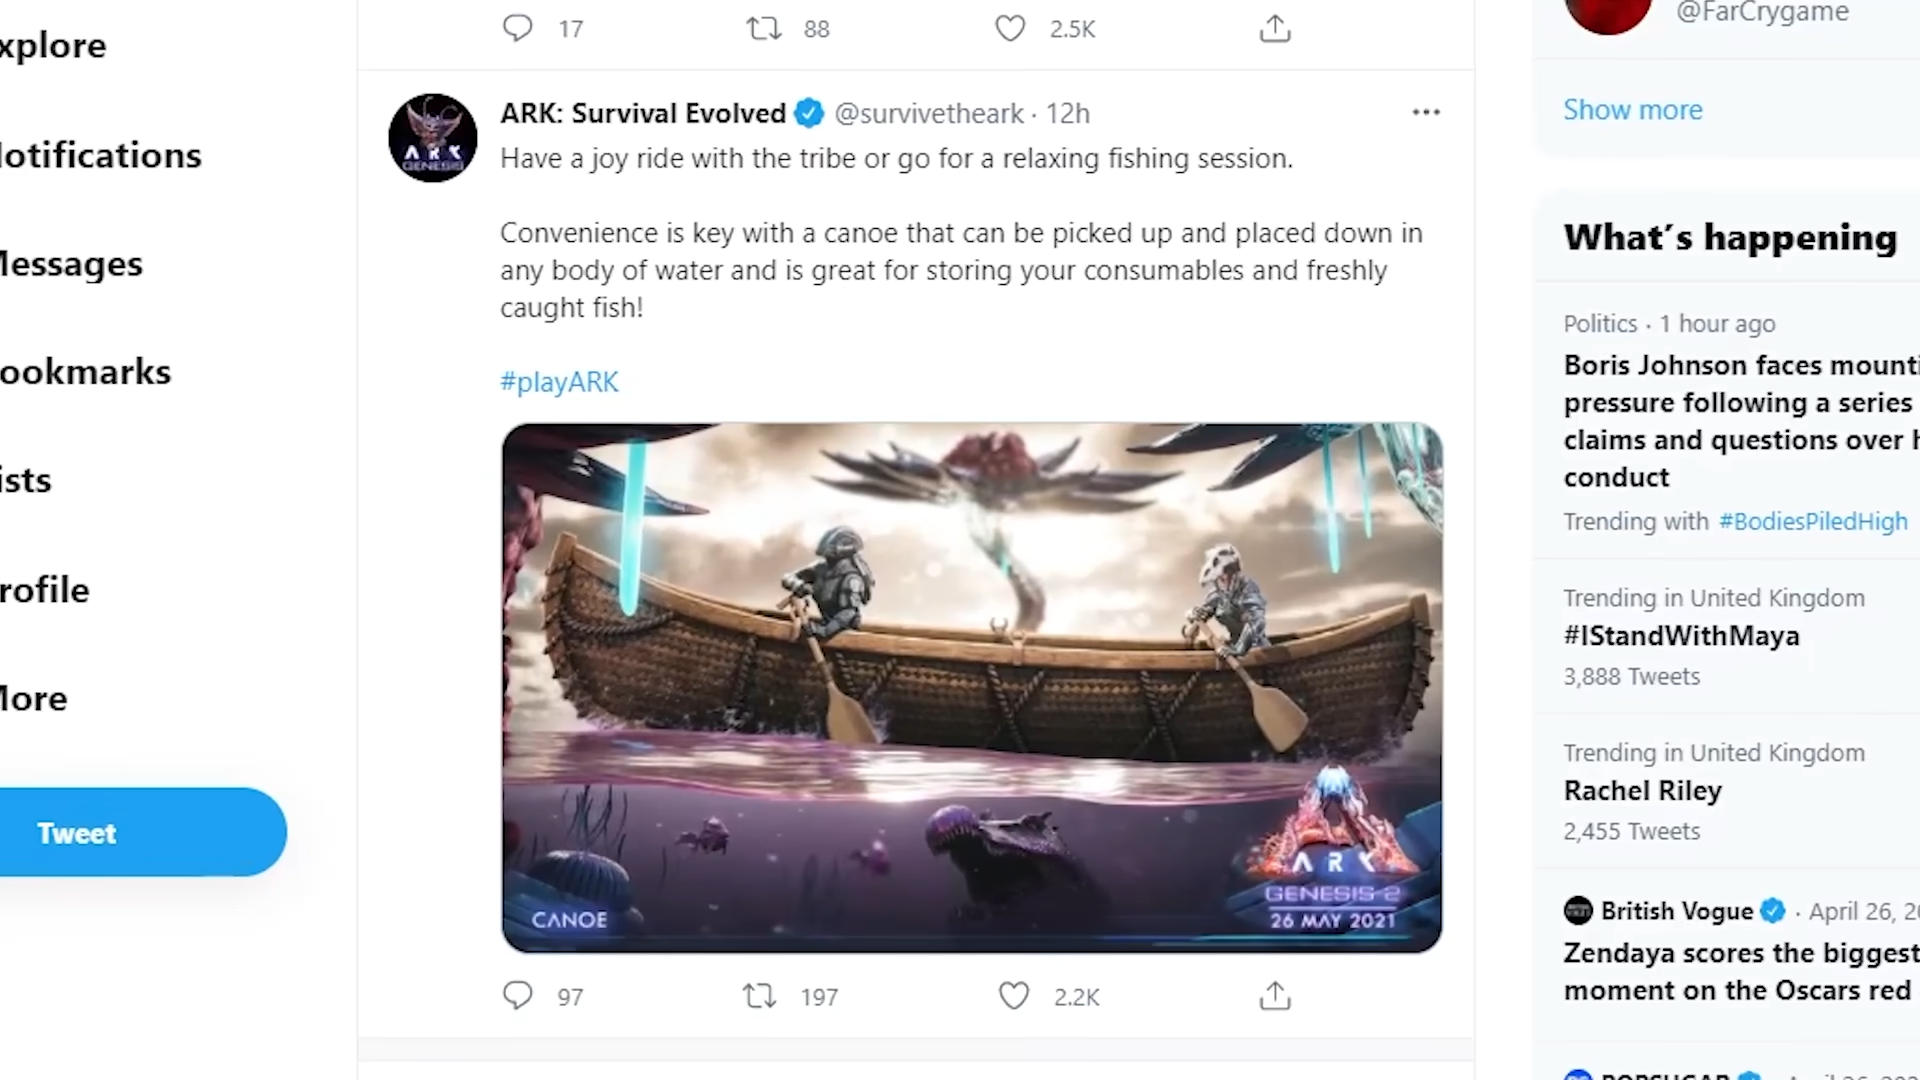 xplore
otifications
essages
ookmarks
ists
rofile
ore
Tweet
17 88 2.5K
ARK: Survival Evolved @survivetheark · 12h
Have a joy ride with the tribe or go for a relaxing fishing session.
Convenience is key with a canoe that can be picked up and placed down in
any body of water and is great for storing your consumables and freshly
caught fish!
#playARK
ARK
GENESIS
CANOE
ARK
GENESIS 2
26 MAY 2021
97 197 2.2K
@FarCrygame
Show more
What's happening
Politics · 1 hour ago
Boris Johnson faces mounti
pressure following a series
claims and questions over h
conduct
Trending with #BodiesPiledHigh
Trending in United Kingdom
#IStandWithMaya
3,888 Tweets
Trending in United Kingdom
Rachel Riley
2,455 Tweets
British Vogue · April 26, 20
Zendaya scores the biggest
moment on the Oscars red